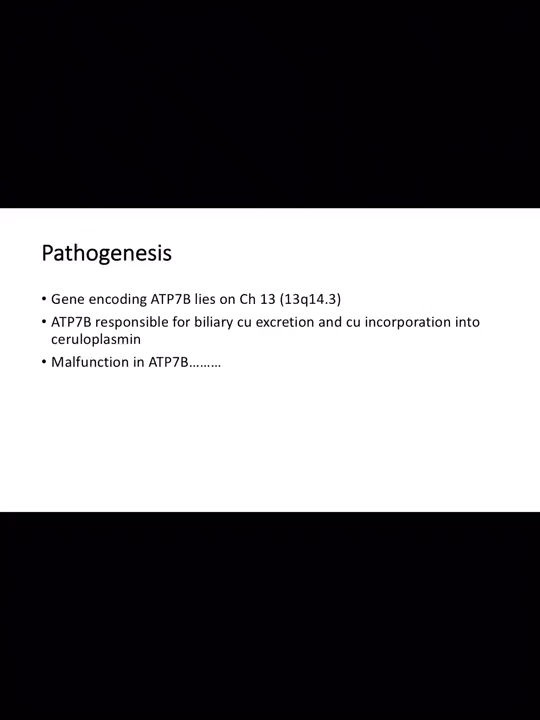 Pathogenesis
• Gene encoding ATP7B lies on Ch 13 (13q14.3)
• ATP7B responsible for biliary cu excretion and cu incorporation into
ceruloplasmin
• Malfunction in ATP7B………